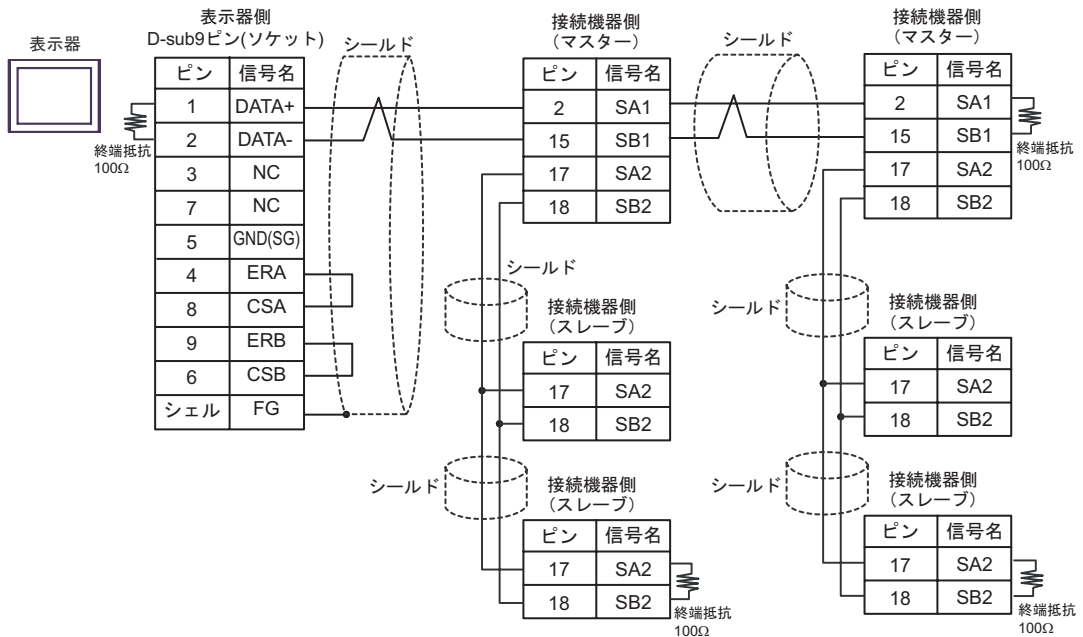 表示器
表示器側
D-sub9ピン(ソケット)
ピン 信号名
1 DATA+
2 DATA-
3 NC
7 NC
5 GND(SG)
4 ERA
8 CSA
9 ERB
6 CSB
シェル FG
終端抵抗
100Ω
シールド
接続機器側
（マスター）
ピン 信号名
2 SA1
15 SB1
17 SA2
18 SB2
シールド
接続機器側
（マスター）
ピン 信号名
2 SA1
15 SB1
17 SA2
18 SB2
終端抵抗
100Ω
シールド
接続機器側
（スレーブ）
ピン 信号名
17 SA2
18 SB2
シールド
接続機器側
（スレーブ）
ピン 信号名
17 SA2
18 SB2
シールド
接続機器側
（スレーブ）
ピン 信号名
17 SA2
18 SB2
終端抵抗
100Ω
シールド
接続機器側
（スレーブ）
ピン 信号名
17 SA2
18 SB2
終端抵抗
100Ω